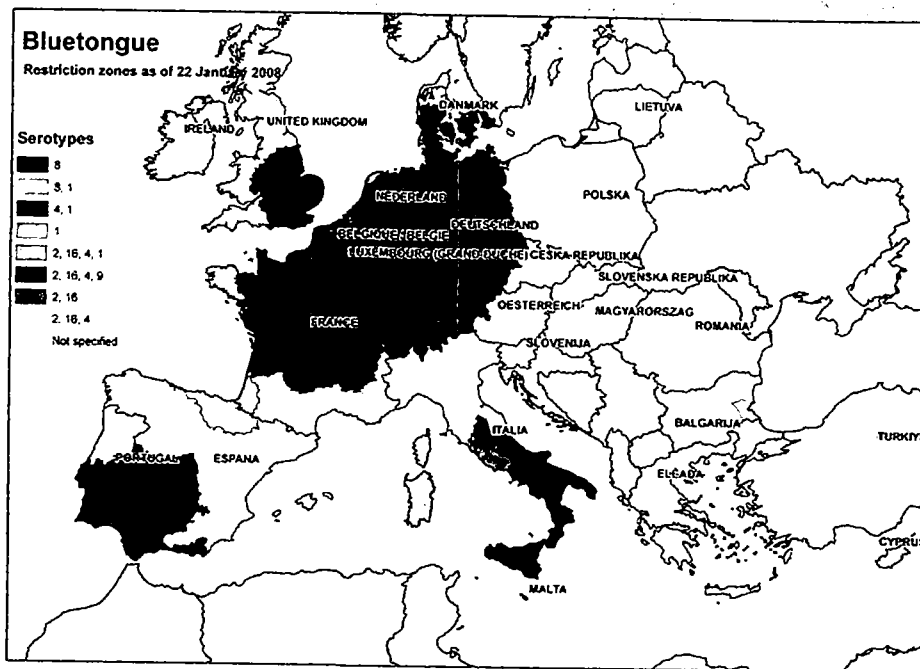 Bluetongue
Restriction zones as of 22 January 2008
Serotypes
8
8, 1
4, 1
1
2, 16, 4, 1
2, 16, 4, 9
2, 16
2, 16, 4
Not specified
IRELAND
UNITED KINGDOM
DANMARK
LIETUVA
NEDERLAND
POLSKA
DEUTSCHLAND
BELGIQUE-BELGIE
LUXEMBOURG (GRAND-DUCHE)
CESKA REPUBLIKA
SLOVENSKA REPUBLIKA
OESTERREICH
MAGYARORSZAG
FRANCE
ROMANIA
SLOVENIJA
ITALIA
BALGARIJA
TURKIY
PORTUGAL
ESPANA
ELLADA
CYPRUS
MALTA